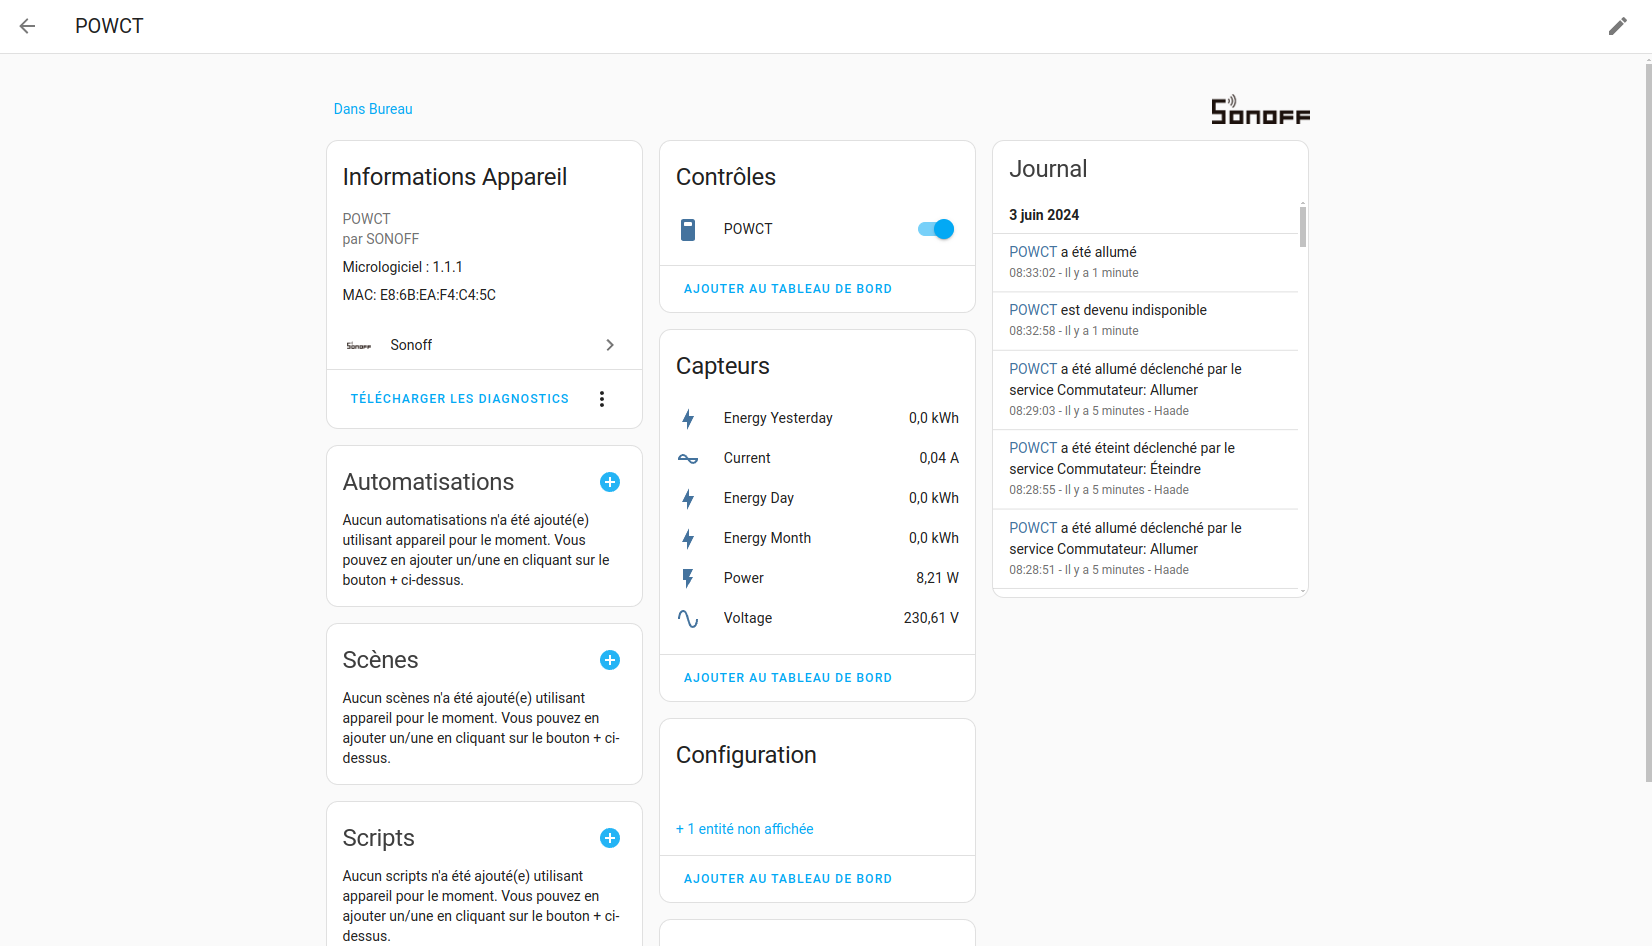 POWCT
Dans Bureau
SONOFF
Informations Appareil
POWCT
par SONOFF
Micrologiciel : 1.1.1
MAC: E8:6B:EA:F4:C4:5C
SONOFF
Sonoff
TÉLÉCHARGER LES DIAGNOSTICS
Automatisations
Aucun automatisations n'a été ajouté(e)
utilisant appareil pour le moment. Vous
pouvez en ajouter un/une en cliquant sur le
bouton + ci-dessus.
Scènes
Aucun scènes n'a été ajouté(e) utilisant
appareil pour le moment. Vous pouvez en
ajouter un/une en cliquant sur le bouton + ci-
dessus.
Scripts
Aucun scripts n'a été ajouté(e) utilisant
appareil pour le moment. Vous pouvez en
ajouter un/une en cliquant sur le bouton + ci-
dessus.
Contrôles
POWCT
AJOUTER AU TABLEAU DE BORD
Capteurs
Energy Yesterday 0,0 kWh
Current 0,04 A
Energy Day 0,0 kWh
Energy Month 0,0 kWh
Power 8,21 W
Voltage 230,61 V
AJOUTER AU TABLEAU DE BORD
Configuration
+ 1 entité non affichée
AJOUTER AU TABLEAU DE BORD
Journal
3 juin 2024
POWCT a été allumé
08:33:02 - Il y a 1 minute
POWCT est devenu indisponible
08:32:58 - Il y a 1 minute
POWCT a été allumé déclenché par le
service Commutateur: Allumer
08:29:03 - Il y a 5 minutes - Haade
POWCT a été éteint déclenché par le
service Commutateur: Éteindre
08:28:55 - Il y a 5 minutes - Haade
POWCT a été allumé déclenché par le
service Commutateur: Allumer
08:28:51 - Il y a 5 minutes - Haade